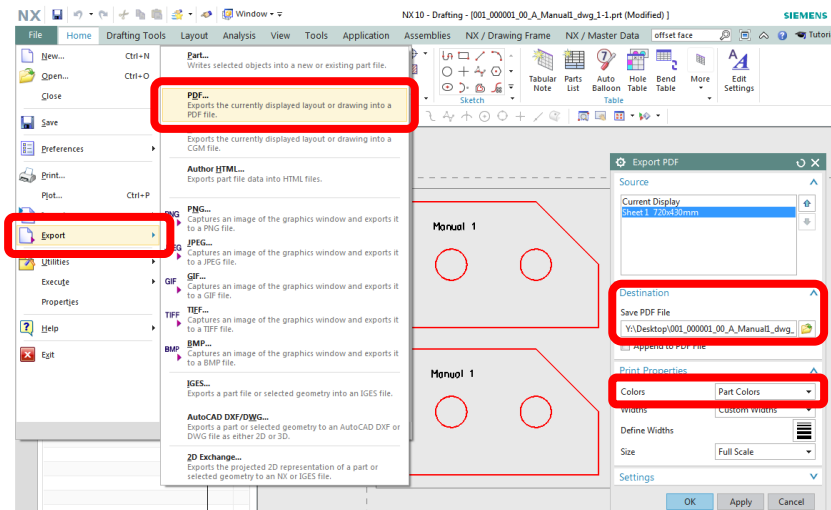 NX Window NX 10 - Drafting - [001_000001_00_A_Manual1_dwg_1-1.prt (Modified) ] SIEMENS
File Home Drafting Tools Layout Analysis View Tools Application Assemblies NX / Drawing Frame NX / Master Data offset face Tutori
New... Ctrl+N
Open... Ctrl+O
Close
Save
Preferences
Print...
Plot... Ctrl+P
Export
Utilities
Execute
Properties
Help
Exit
Part...
Writes selected objects into a new or existing part file.
PDF...
Exports the currently displayed layout or drawing into a
PDF file.
Exports the currently displayed layout or drawing into a
CGM file.
Author HTML...
Exports part file data into HTML files.
PNG
PNG...
Captures an image of the graphics window and exports it
to a PNG file.
JPEG...
Captures an image of the graphics window and exports it
to a JPEG file.
GIF
GIF...
Captures an image of the graphics window and exports it
to a GIF file.
TIFF
TIFF...
Captures an image of the graphics window and exports it
to a TIFF file.
BMP
BMP...
Captures an image of the graphics window and exports it
to a BMP file.
IGES...
Exports a part file or selected geometry into an IGES file.
AutoCAD DXF/DWG...
Exports a part or selected geometry to an AutoCAD DXF or
DWG file as either 2D or 3D.
2D Exchange...
Exports the projected 2D representation of a part or
selected geometry to an NX or IGES file.
Sketch
Tabular Note
Parts List
Auto Balloon
Hole Table
Bend Table
More
Edit Settings
Table
Manual 1
Manual 1
Export PDF
Source
Current Display
Sheet 1 720x430mm
Destination
Save PDF File
Y:\Desktop\001_000001_00_A_Manual1_dwg_
Append to PDF File
Print Properties
Colors Part Colors
Widths Custom Widths
Define Widths
Size Full Scale
Settings
OK Apply Cancel